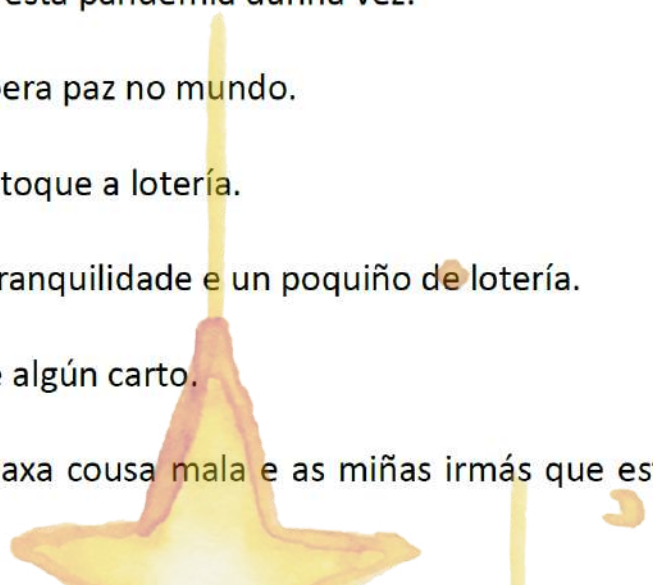 esta pandemia dunha vez.
era paz no mundo.
toque a lotería.
ranquilidade e un poquiño de lotería.
algún carto.
axa cousa mala e as miñas irmás que es